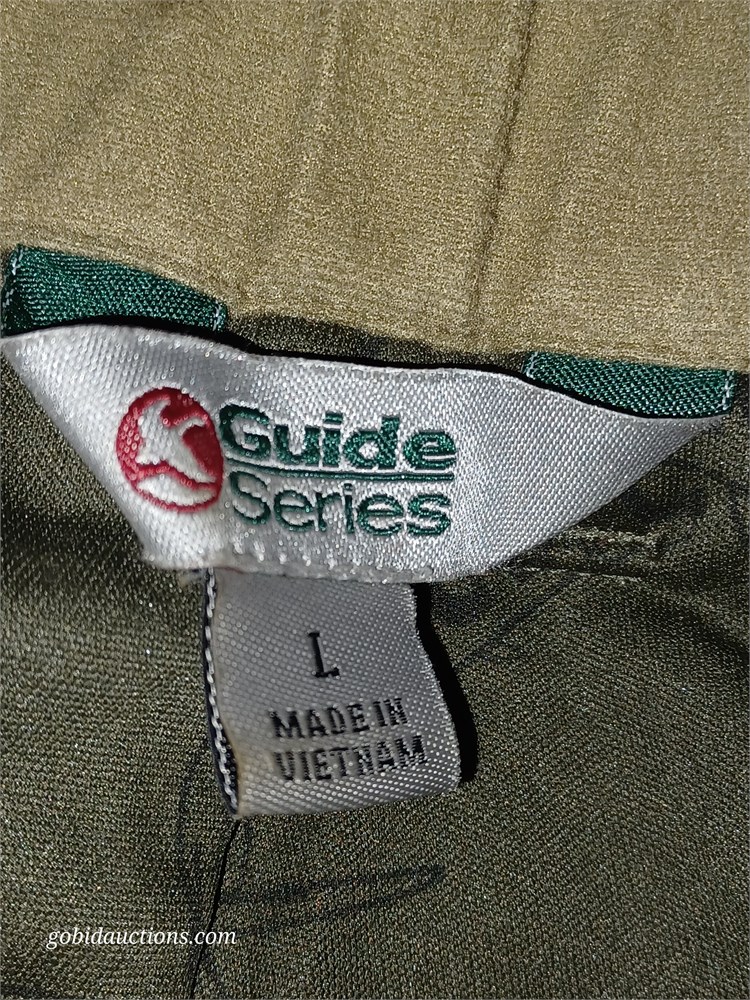 Guide
Series
L
MADE IN
VIETNAM
gobidauctions.com